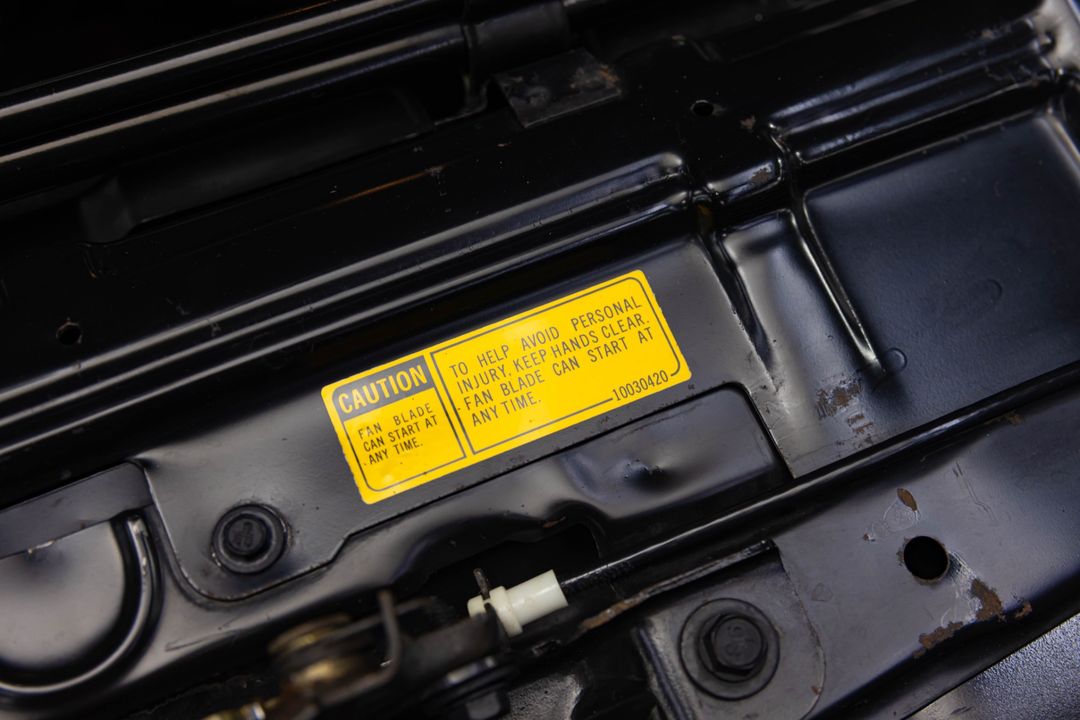 CAUTION
FAN BLADE
CAN START AT
ANY TIME.
TO HELP AVOID PERSONAL
INJURY, KEEP HANDS CLEAR.
FAN BLADE CAN START AT
ANY TIME.
10030420